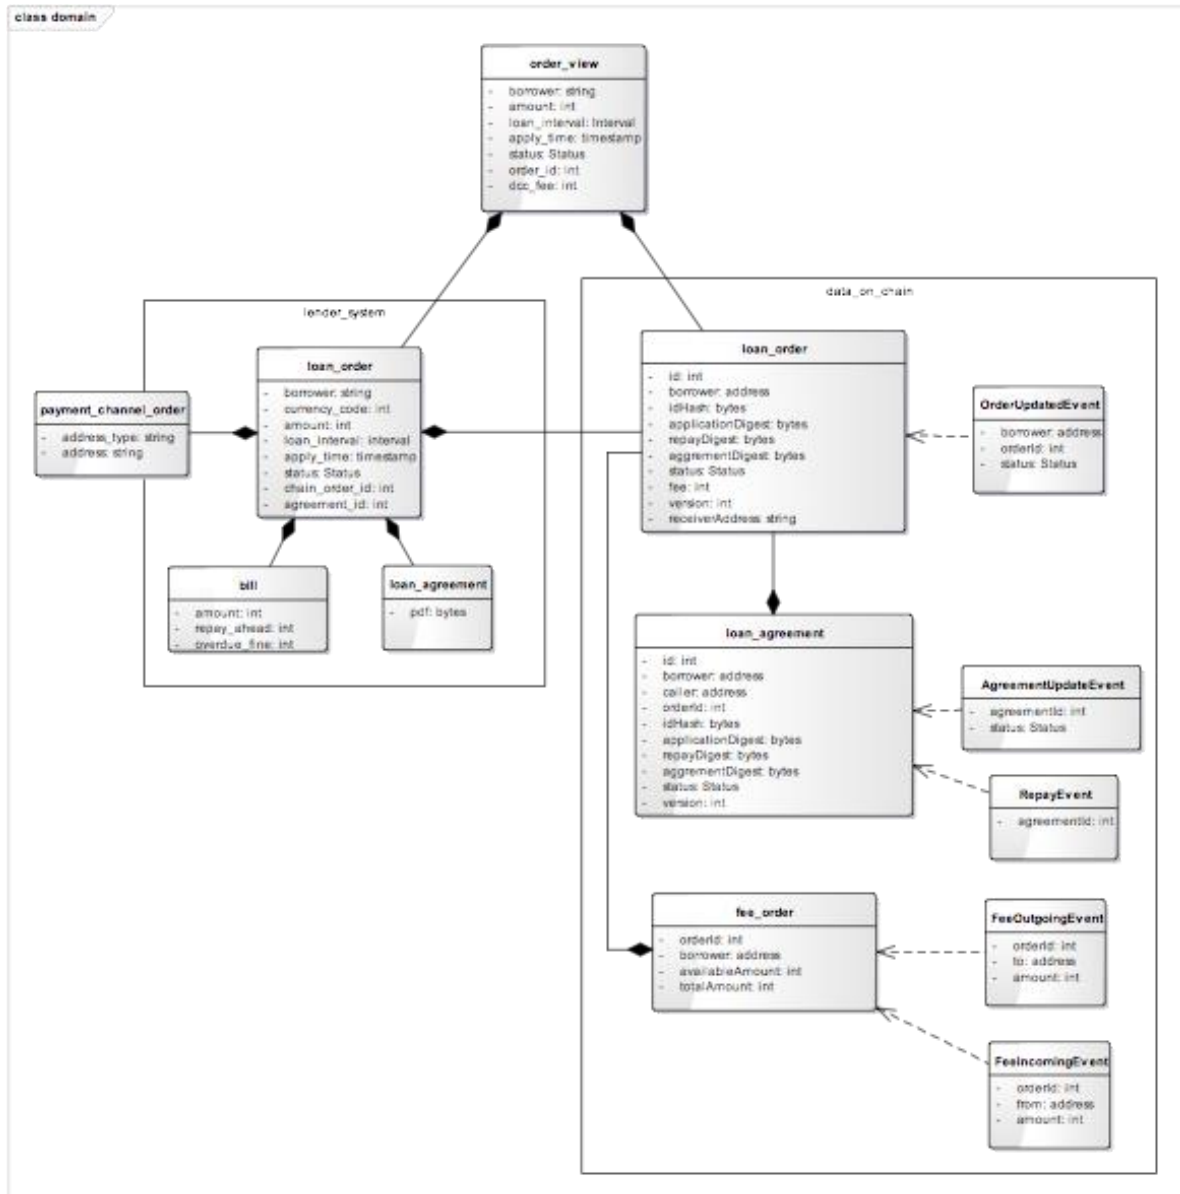 class domain
order_view
- borrower: string
- amount: int
- loan_interval: Interval
- apply_time: timestamp
- status: Status
- order_id: int
- dcc_fee: int
lender_system
loan_order
- borrower: string
- currency_code: int
- amount: int
- loan_interval: interval
- apply_time: timestamp
- status: Status
- chain_order_id: int
- agreement_id: int
payment_channel_order
- address_type: string
- address: string
bill
- amount: int
- repay_ahead: int
- overdue_fine: int
loan_agreement
- pdf: bytes
data_on_chain
loan_order
- id: int
- borrower: address
- idHash: bytes
- applicationDigest: bytes
- repayDigest: bytes
- aggrementDigest: bytes
- status: Status
- fee: int
- version: int
- receiverAddress: string
OrderUpdatedEvent
- borrower: address
- orderId: int
- status: Status
loan_agreement
- id: int
- borrower: address
- caller: address
- orderId: int
- idHash: bytes
- applicationDigest: bytes
- repayDigest: bytes
- aggrementDigest: bytes
- status: Status
- version: int
AgreementUpdateEvent
- agreementId: int
- status: Status
RepayEvent
- agreementId: int
fee_order
- orderId: int
- borrower: address
- availableAmount: int
- totalAmount: int
FeeOutgoingEvent
- orderId: int
- to: address
- amount: int
FeeIncomingEvent
- orderId: int
- from: address
- amount: int